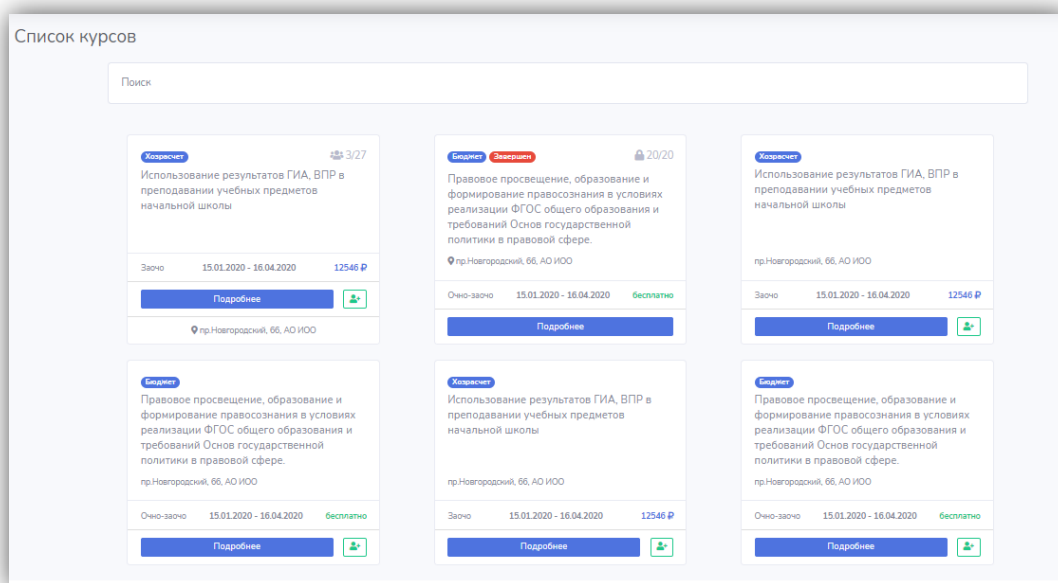 Список курсов
Поиск
Хозрасчет
3/27
Использование результатов ГИА, ВПР в
преподавании учебных предметов
начальной школы
Заочо
15.01.2020 - 16.04.2020
12546 ₽
Подробнее
пр.Новгородский, 66, АО ИОО
Бюджет
Завершен
20/20
Правовое просвещение, образование и
формирование правосознания в условиях
реализации ФГОС общего образования и
требований Основ государственной
политики в правовой сфере.
пр.Новгородский, 66, АО ИОО
Очно-заочо
15.01.2020 - 16.04.2020
бесплатно
Подробнее
Хозрасчет
Использование результатов ГИА, ВПР в
преподавании учебных предметов
начальной школы
пр.Новгородский, 66, АО ИОО
Заочо
15.01.2020 - 16.04.2020
12546 ₽
Подробнее
Бюджет
Правовое просвещение, образование и
формирование правосознания в условиях
реализации ФГОС общего образования и
требований Основ государственной
политики в правовой сфере.
пр.Новгородский, 66, АО ИОО
Очно-заочо
15.01.2020 - 16.04.2020
бесплатно
Подробнее
Хозрасчет
Использование результатов ГИА, ВПР в
преподавании учебных предметов
начальной школы
пр.Новгородский, 66, АО ИОО
Заочо
15.01.2020 - 16.04.2020
12546 ₽
Подробнее
Бюджет
Правовое просвещение, образование и
формирование правосознания в условиях
реализации ФГОС общего образования и
требований Основ государственной
политики в правовой сфере.
пр.Новгородский, 66, АО ИОО
Очно-заочо
15.01.2020 - 16.04.2020
бесплатно
Подробнее